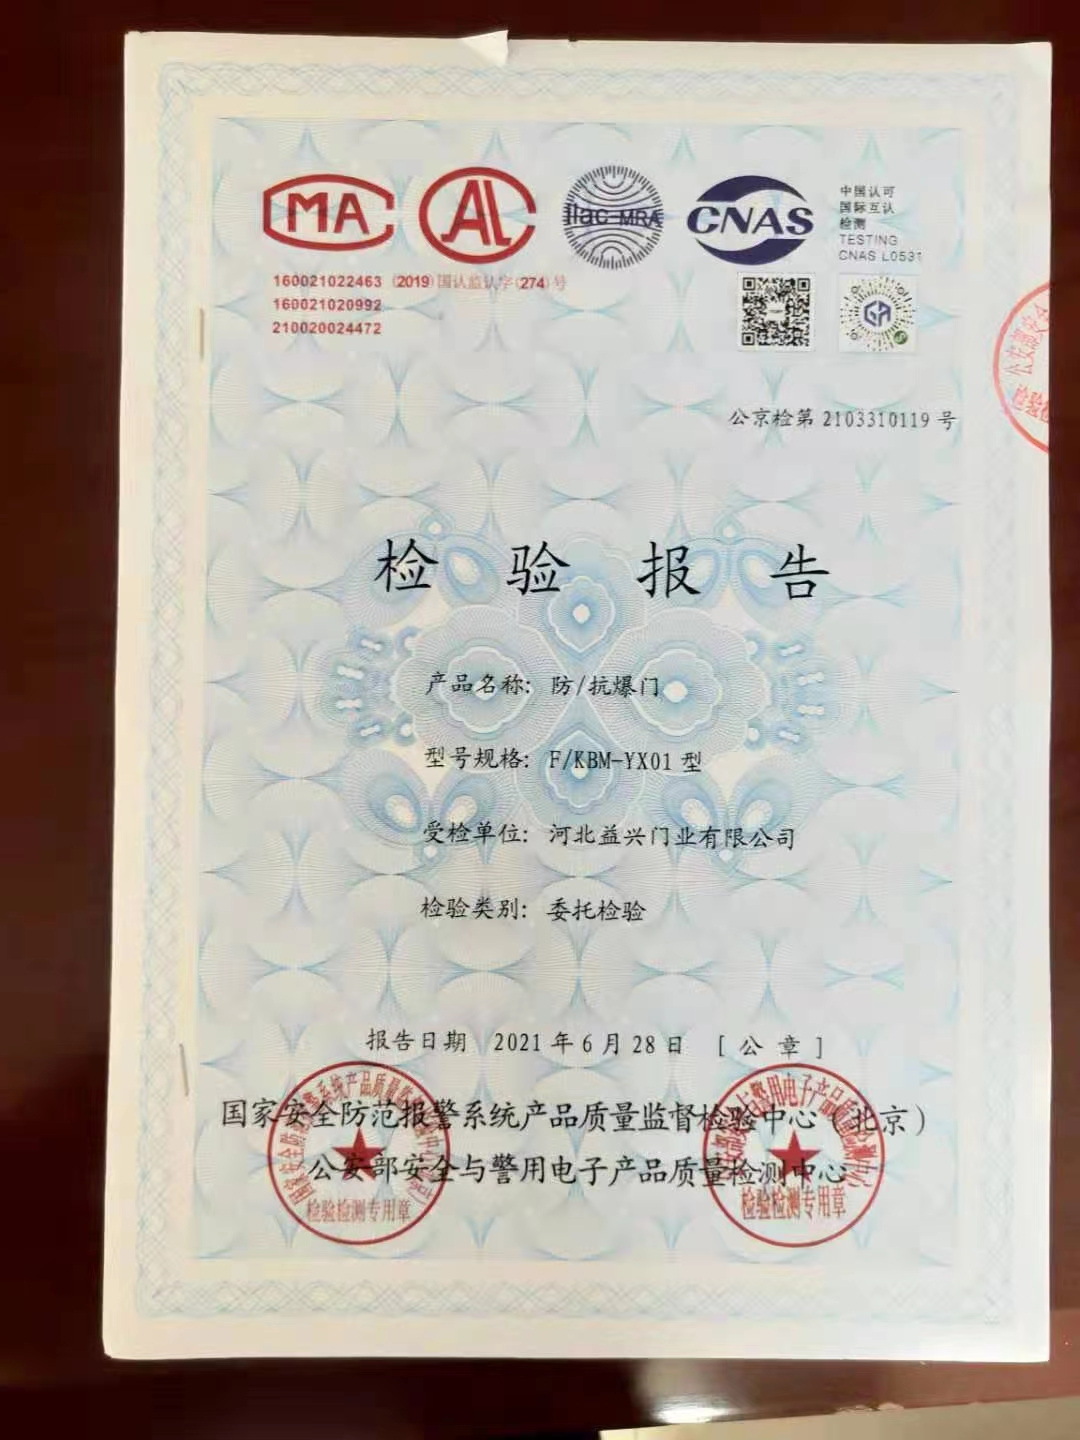 MA
AL
ilac-MRA
CNAS
中国认可
国际互认
检测
TESTING
CNAS L0531
160021022463 (2019)国认监认字(274)号
160021020992
210020024472
公京检第 2103310119 号
检验报告
产品名称: 防/抗爆门
型号规格: F/KBM-YX01 型
受检单位: 河北益兴门业有限公司
检验类别: 委托检验
报告日期 2021 年 6 月 28 日 [ 公 章 ]
国家安全防范报警系统产品质量监督检验中心（北京）
公安部安全与警用电子产品质量检测中心
检验检测专用章
检验检测专用章